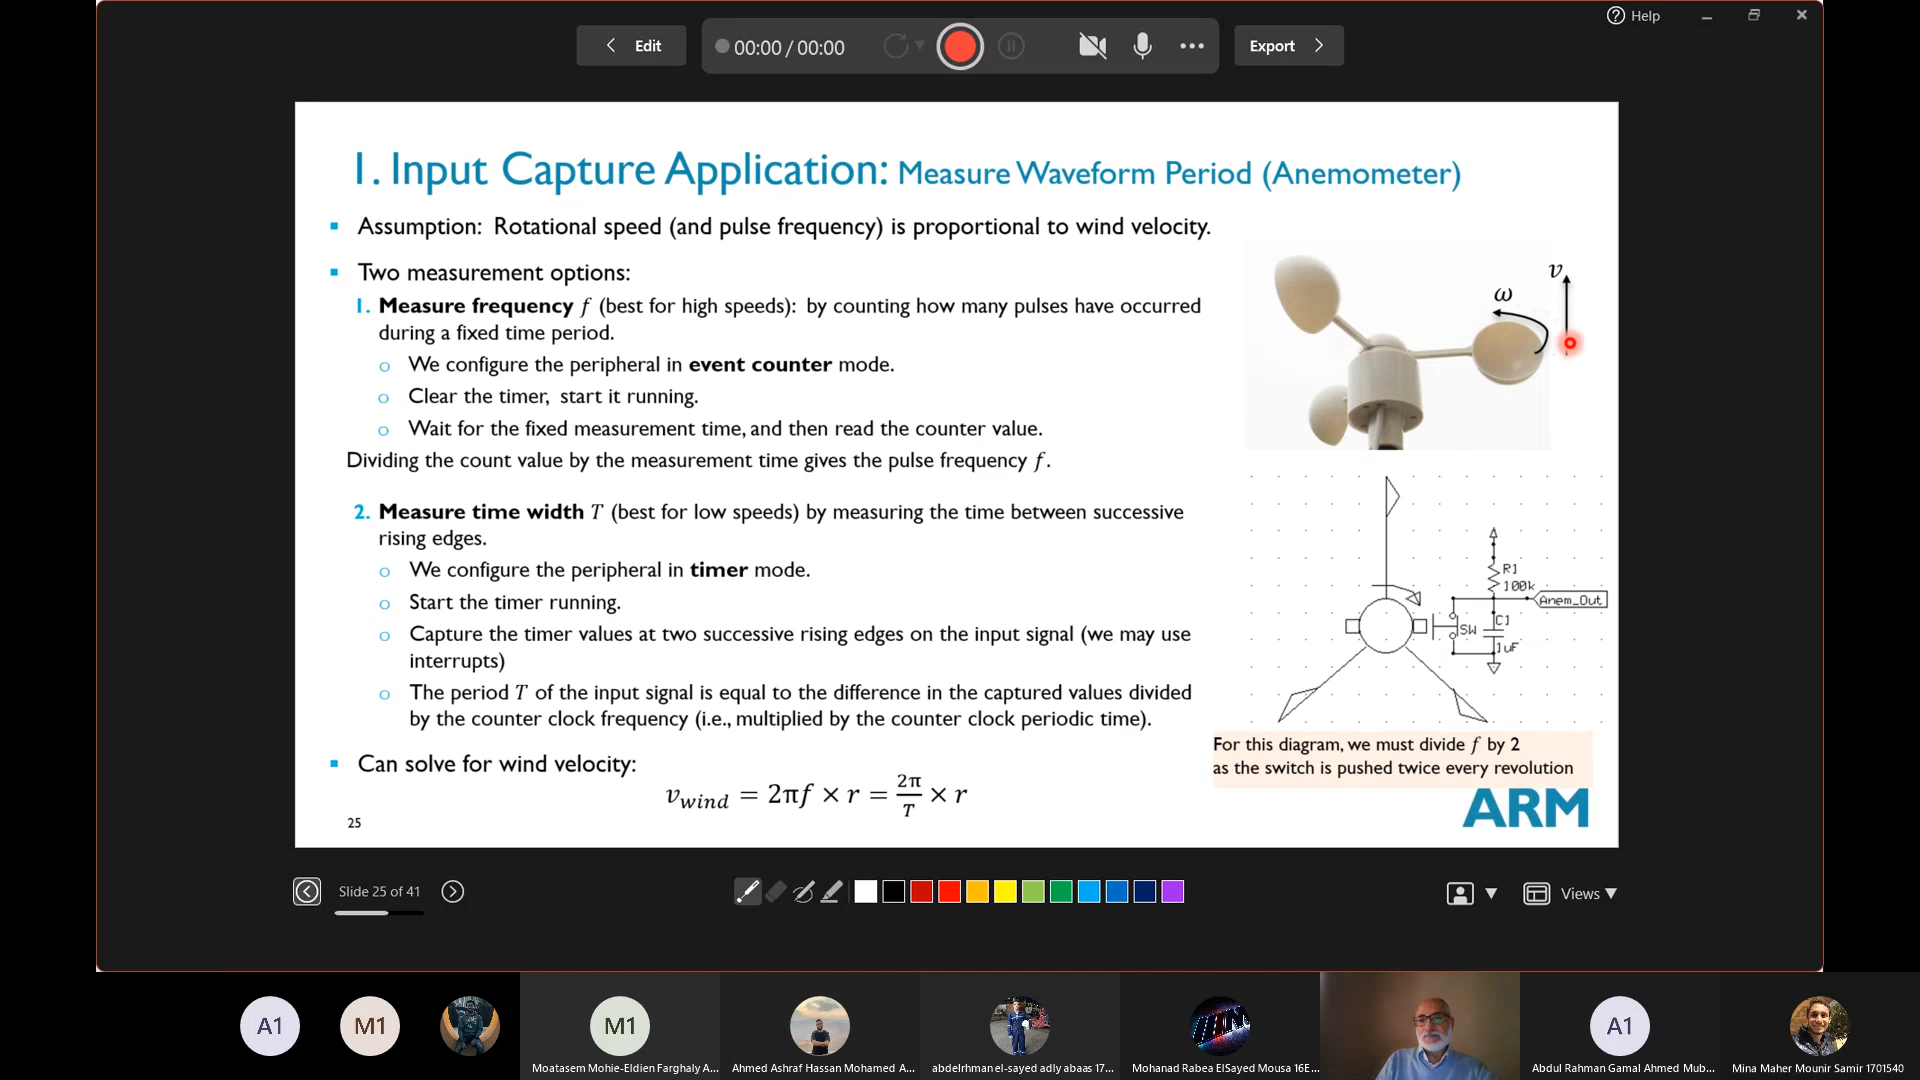 Help
Edit
00:00 / 00:00
Export
1. Input Capture Application: Measure Waveform Period (Anemometer)
Assumption: Rotational speed (and pulse frequency) is proportional to wind velocity.
Two measurement options:
1. Measure frequency f (best for high speeds): by counting how many pulses have occurred
during a fixed time period.
o We configure the peripheral in event counter mode.
o Clear the timer, start it running.
o Wait for the fixed measurement time, and then read the counter value.
Dividing the count value by the measurement time gives the pulse frequency f.
2. Measure time width T (best for low speeds) by measuring the time between successive
rising edges.
o We configure the peripheral in timer mode.
o Start the timer running.
o Capture the timer values at two successive rising edges on the input signal (we may use
interrupts)
o The period T of the input signal is equal to the difference in the captured values divided
by the counter clock frequency (i.e., multiplied by the counter clock periodic time).
Can solve for wind velocity:
v_wind = 2πf × r = 2π/T × r
25
v
ω
R1
100k
Anem_Out
C1
SW
1uF
For this diagram, we must divide f by 2
as the switch is pushed twice every revolution
ARM
Slide 25 of 41
Views
A1
M1
M1
A1
Moatasem Mohie-Eldien Farghaly A...
Ahmed Ashraf Hassan Mohamed A...
abdelrhman el-sayed adly abaas 17...
Mohanad Rabea ElSayed Mousa 16E...
Abdul Rahman Gamal Ahmed Mub...
Mina Maher Mounir Samir 1701540